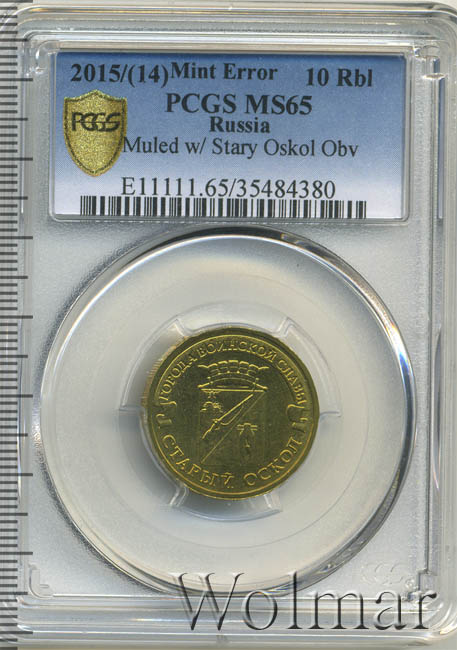 2015/(14) Mint Error 10 Rbl
PCGS MS65
Russia
Muled w/ Stary Oskol Obv
PCGS
E11111.65/35484380
ГОРОДА ВОИНСКОЙ СЛАВЫ
СТАРЫЙ ОСКОЛ
Wolmar